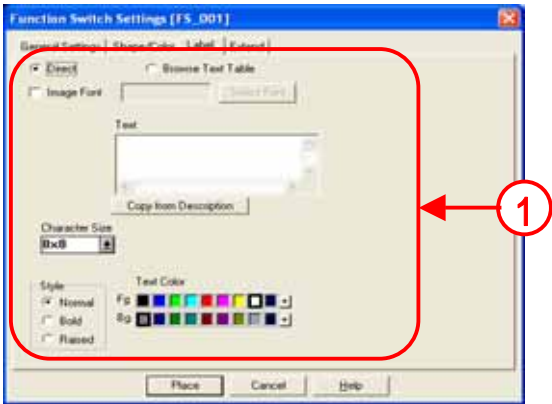 Function Switch Settings [FS_001]
General Settings Shape/Color Label Extend
Direct Browse Text Table
Image Font Select Font
Text
Copy from Description
1
Character Size
8x8
Style Text Color
Normal Fg
Bold Bg
Raised
Place Cancel Help